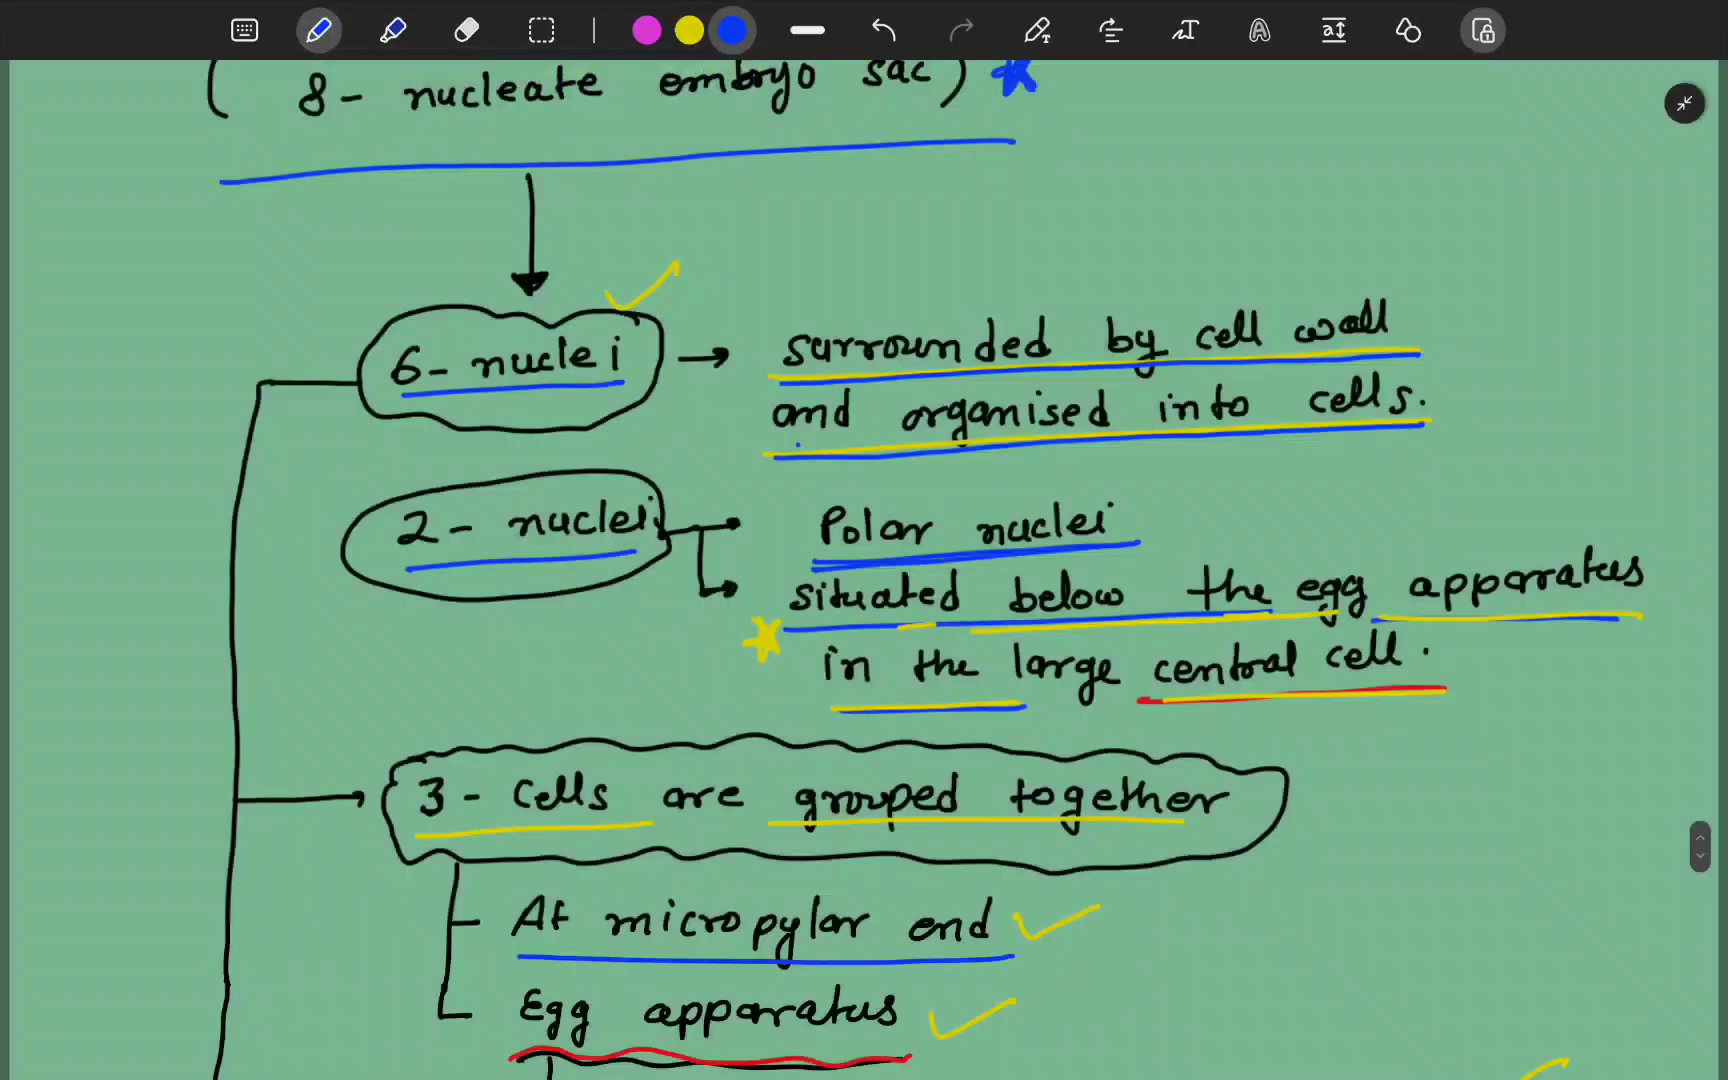 ( 8- nucleate embryo sac)
6- nuclei → surrounded by cell wall
and organised into cells.
2- nuclei → Polar nuclei
situated below the egg apparatus
in the large central cell.
3- cells are grouped together
At micropylar end
Egg apparatus